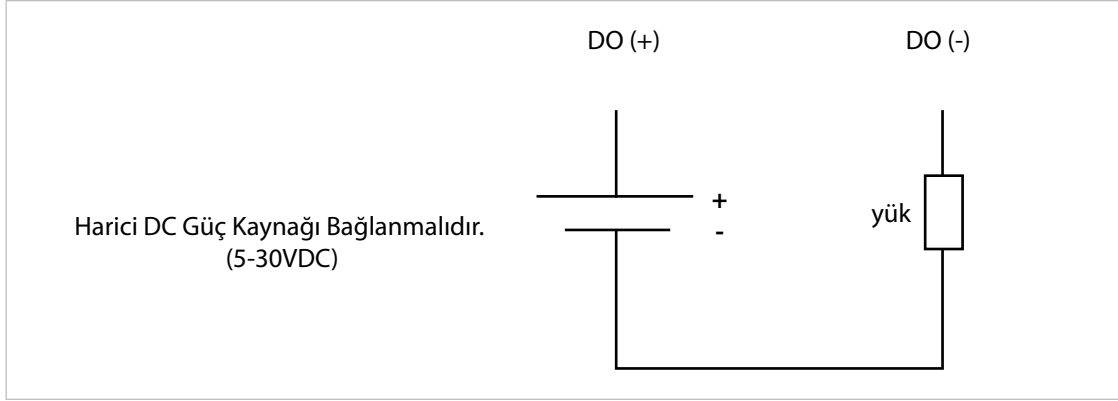 DO (+)
DO (-)
+
-
yük
Harici DC Güç Kaynağı Bağlanmalıdır.
(5-30VDC)